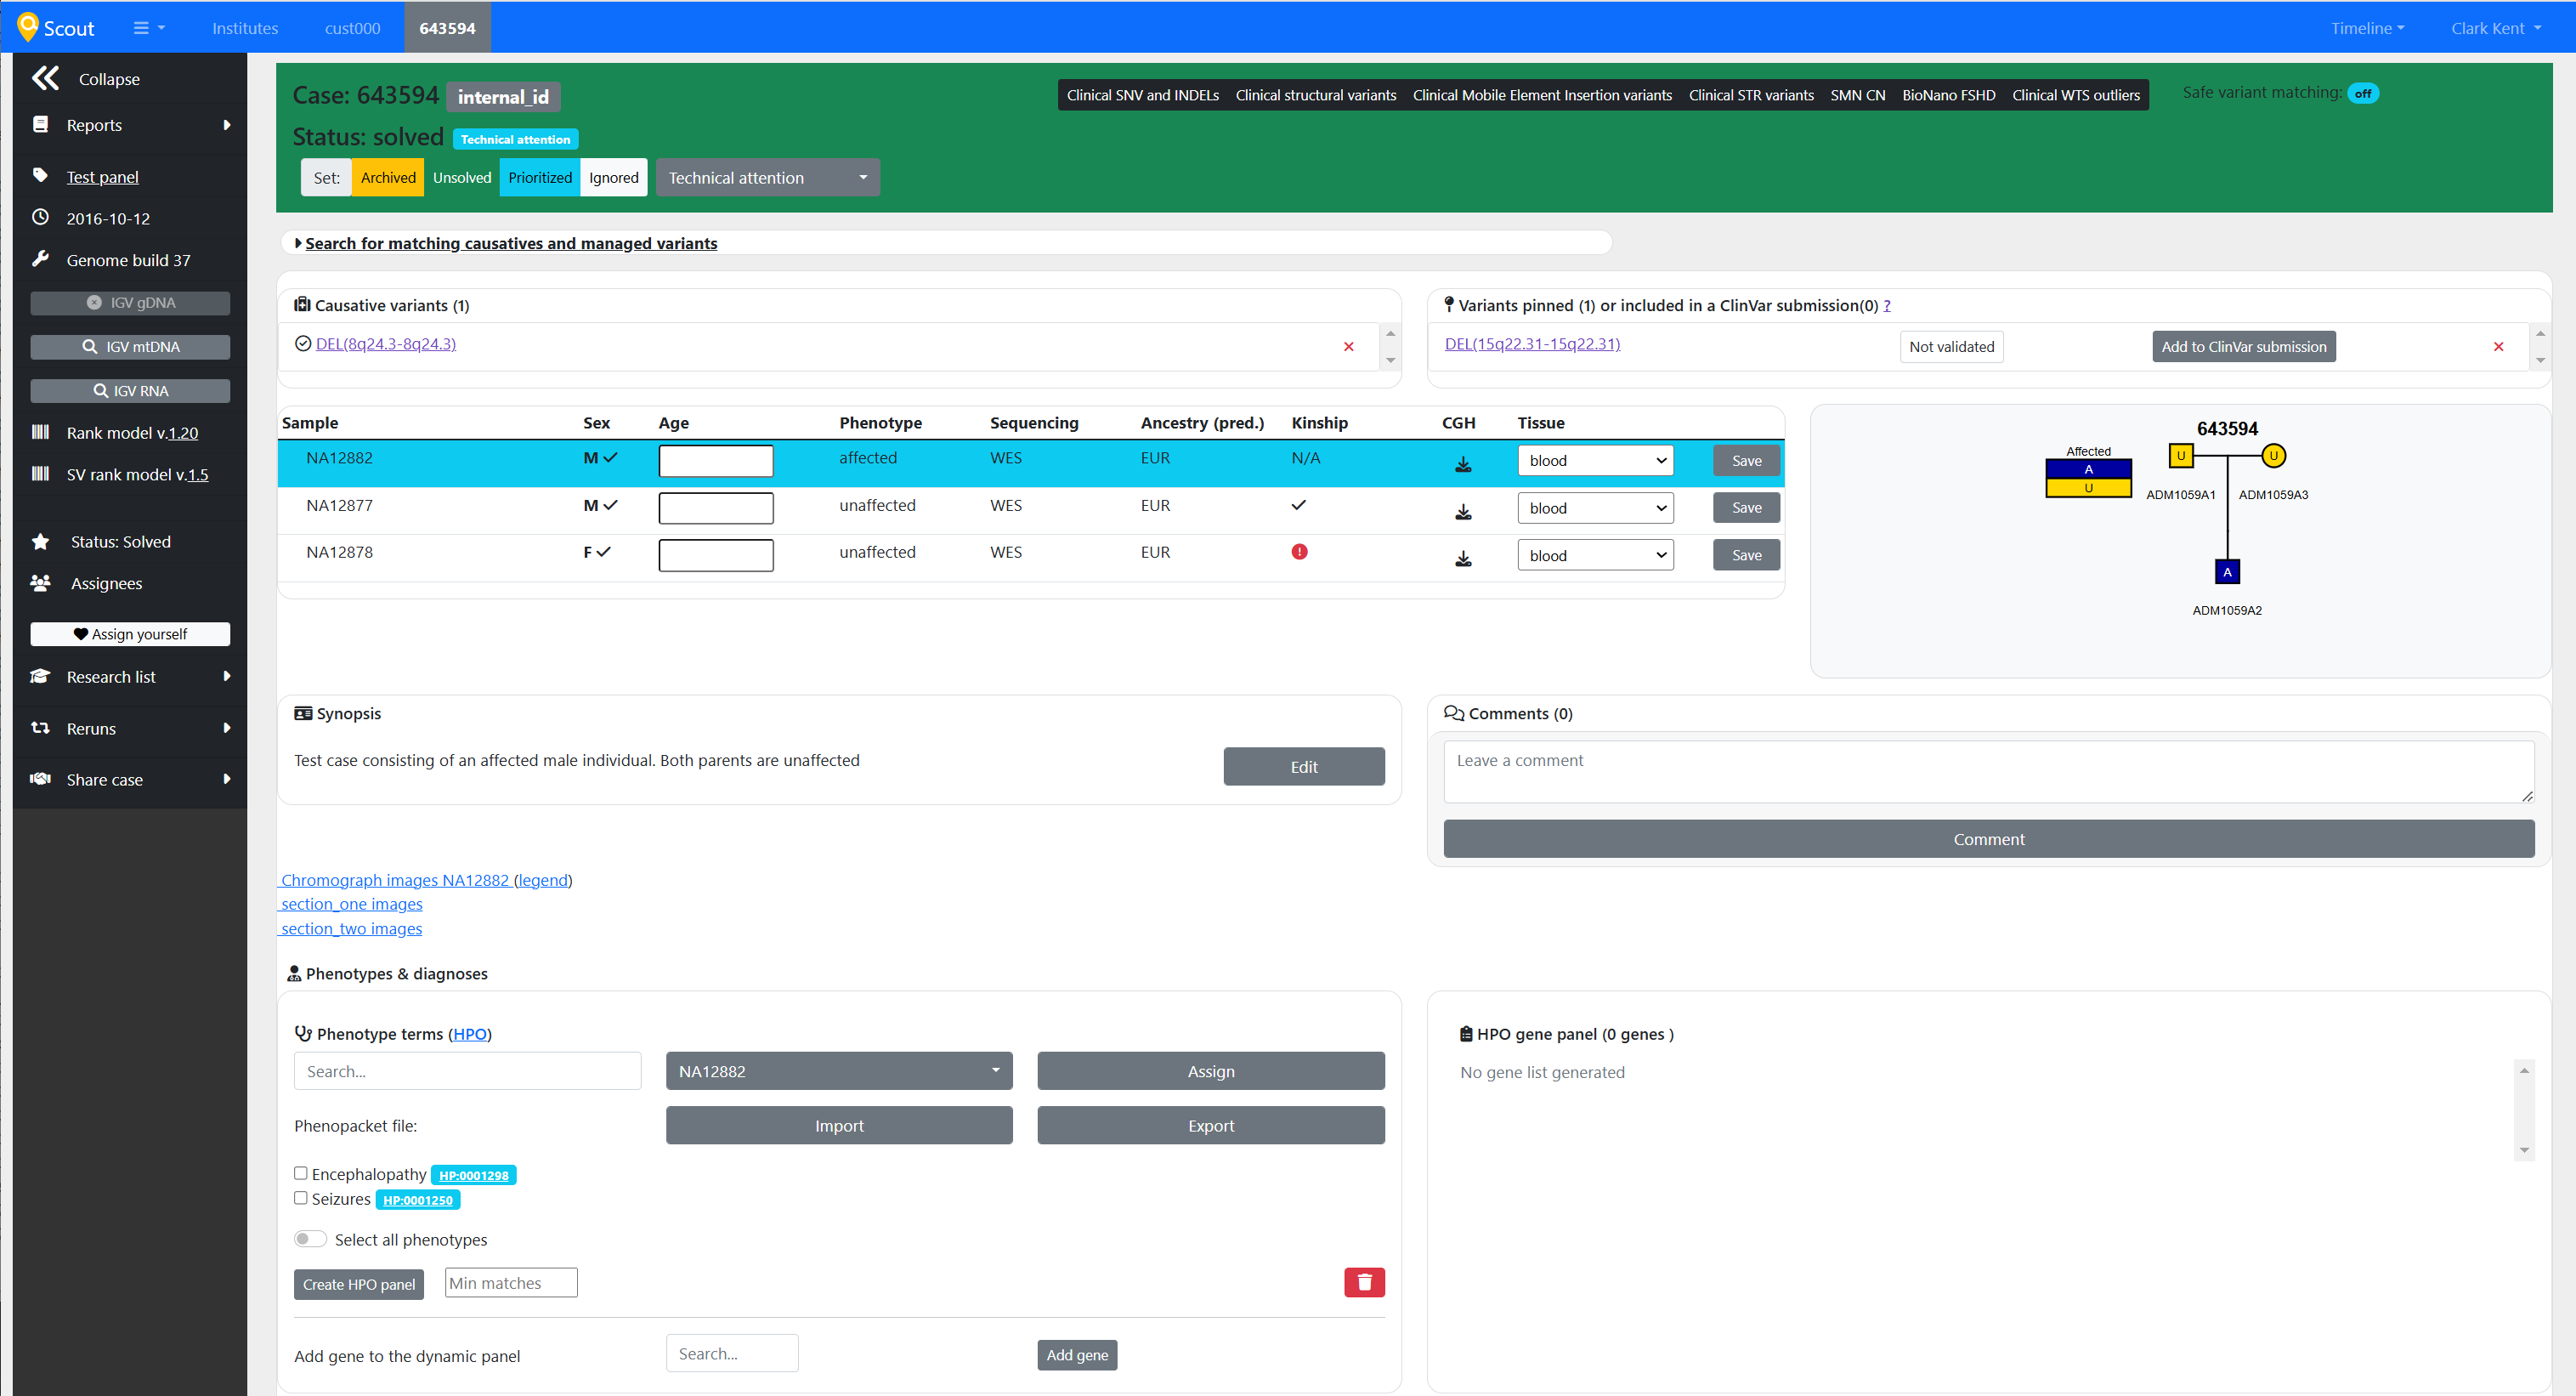 Scout Institutes cust000 643594 Timeline Clark Kent
Collapse
Reports
Test panel
2016-10-12
Genome build 37
IGV gDNA
IGV mtDNA
IGV RNA
Rank model v.1.20
SV rank model v.1.5
Status: Solved
Assignees
Assign yourself
Research list
Reruns
Share case
Case: 643594 internal_id
Clinical SNV and INDELs Clinical structural variants Clinical Mobile Element Insertion variants Clinical STR variants SMN CN BioNano FSHD Clinical WTS outliers
Safe variant matching: off
Status: solved Technical attention
Set: Archived Unsolved Prioritized Ignored Technical attention
Search for matching causatives and managed variants
Causative variants (1)
DEL(8q24.3-8q24.3)
Variants pinned (1) or included in a ClinVar submission(0) ?
DEL(15q22.31-15q22.31) Not validated Add to ClinVar submission
Sample Sex Age Phenotype Sequencing Ancestry (pred.) Kinship CGH Tissue
NA12882 M affected WES EUR N/A blood Save
NA12877 M unaffected WES EUR blood Save
NA12878 F unaffected WES EUR blood Save
643594
Affected
A
U
U U
ADM1059A1 ADM1059A3
A
ADM1059A2
Synopsis
Test case consisting of an affected male individual. Both parents are unaffected
Edit
Comments (0)
Leave a comment
Comment
Chromograph images NA12882 (legend)
section_one images
section_two images
Phenotypes & diagnoses
Phenotype terms (HPO)
Search... NA12882 Assign
Phenopacket file: Import Export
Encephalopathy HP:0001298
Seizures HP:0001250
Select all phenotypes
Create HPO panel Min matches
Add gene to the dynamic panel Search... Add gene
HPO gene panel (0 genes )
No gene list generated